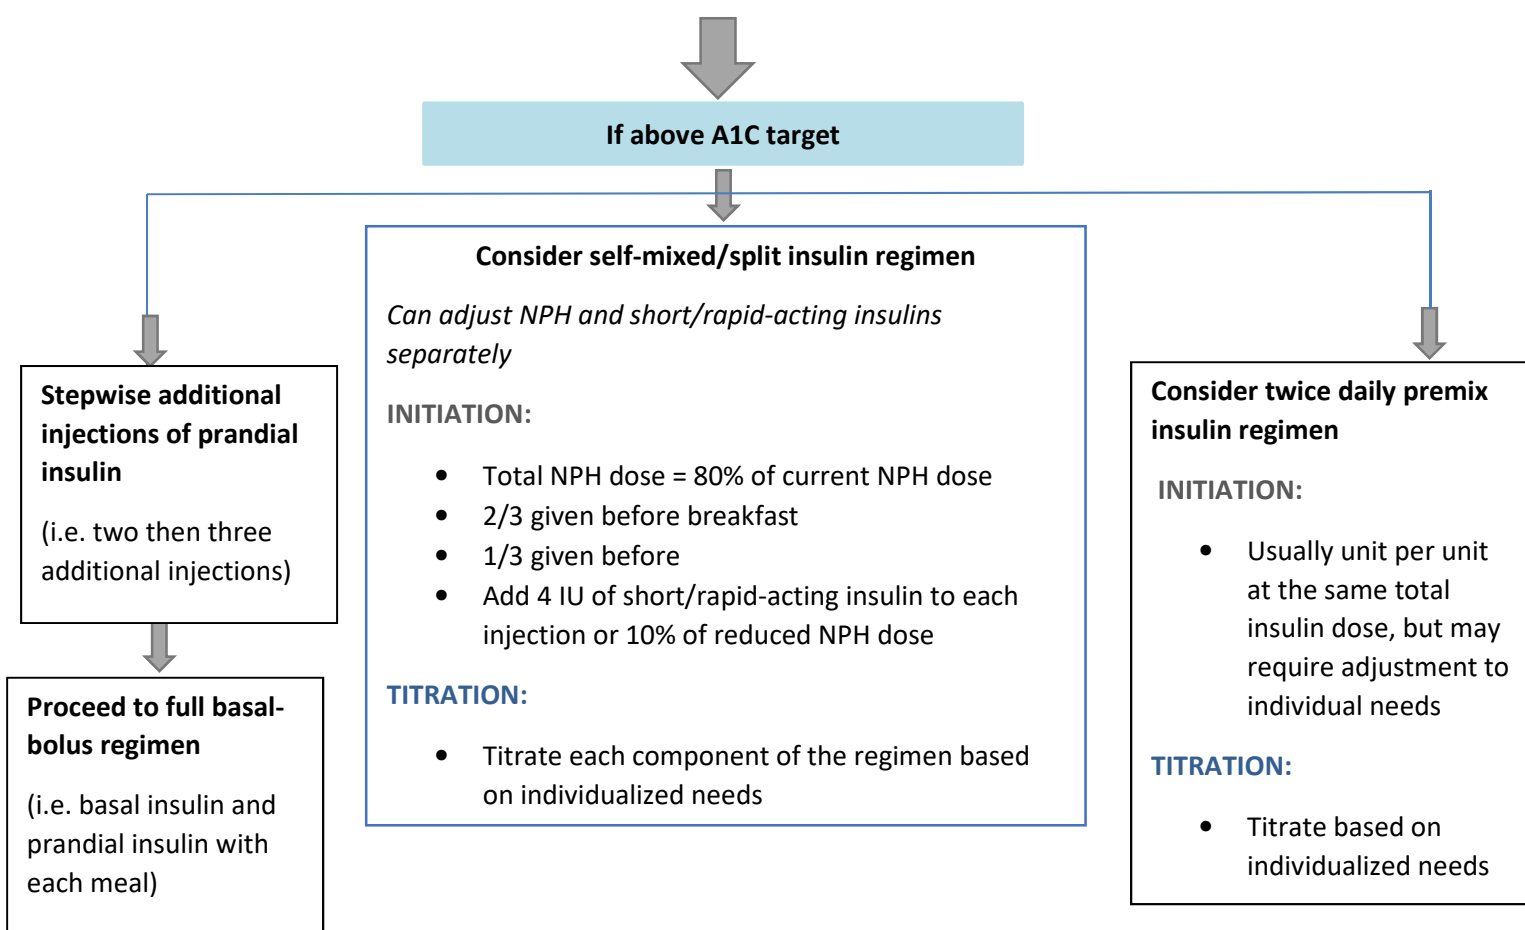 If above A1C target
Stepwise additional
injections of prandial
insulin
(i.e. two then three
additional injections)
Proceed to full basal-
bolus regimen
(i.e. basal insulin and
prandial insulin with
each meal)
Consider self-mixed/split insulin regimen
Can adjust NPH and short/rapid-acting insulins
separately
INITIATION:
• Total NPH dose = 80% of current NPH dose
• 2/3 given before breakfast
• 1/3 given before
• Add 4 IU of short/rapid-acting insulin to each
injection or 10% of reduced NPH dose
TITRATION:
• Titrate each component of the regimen based
on individualized needs
Consider twice daily premix
insulin regimen
INITIATION:
• Usually unit per unit
at the same total
insulin dose, but may
require adjustment to
individual needs
TITRATION:
• Titrate based on
individualized needs